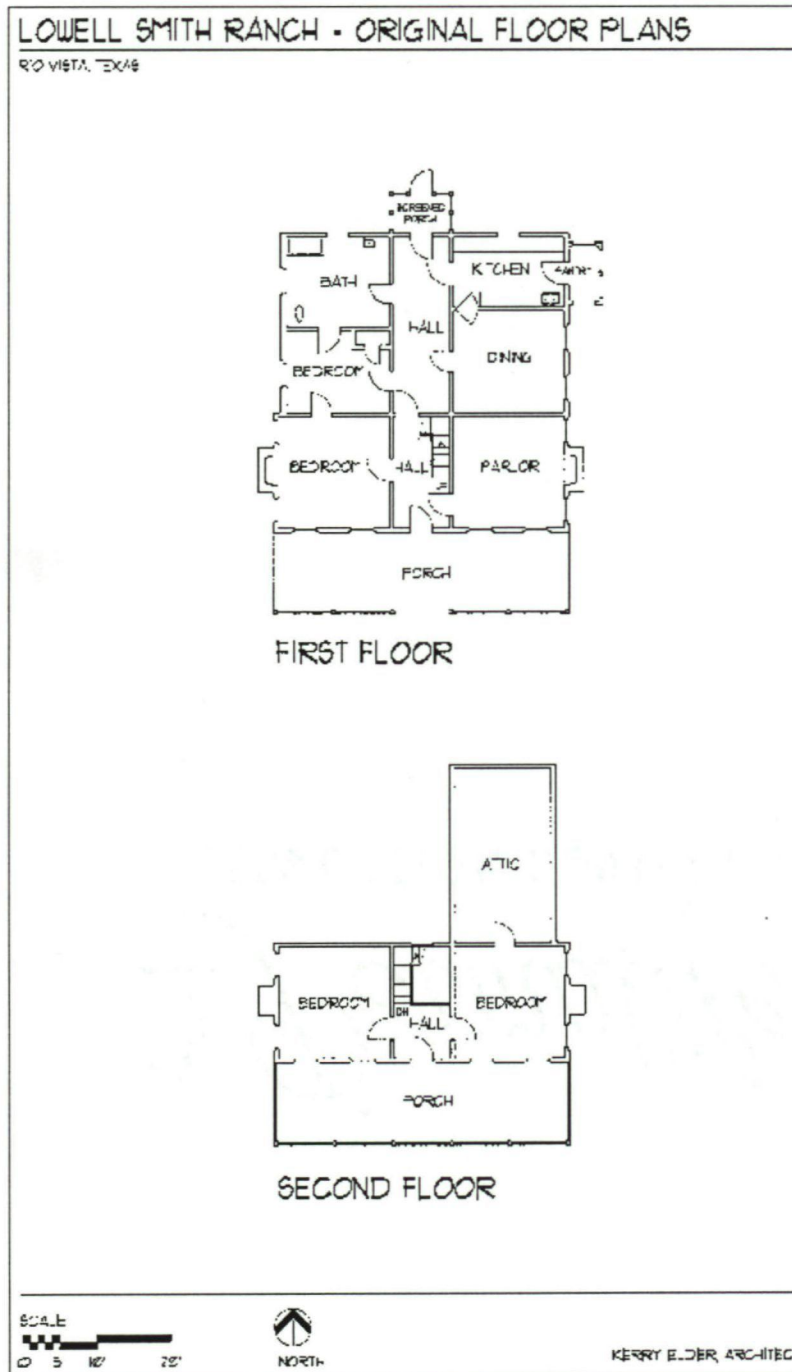 LOWELL SMITH RANCH - ORIGINAL FLOOR PLANS
RIO VISTA, TEXAS
SCREENED
PORCH
BATH
KITCHEN
HALL
DINING
BEDROOM
BEDROOM
HALL
PARLOR
PORCH
FIRST FLOOR
ATTIC
BEDROOM
BEDROOM
DN
HALL
PORCH
SECOND FLOOR
SCALE
0 5 10' 20'
NORTH
KERRY ELDER, ARCHITEC